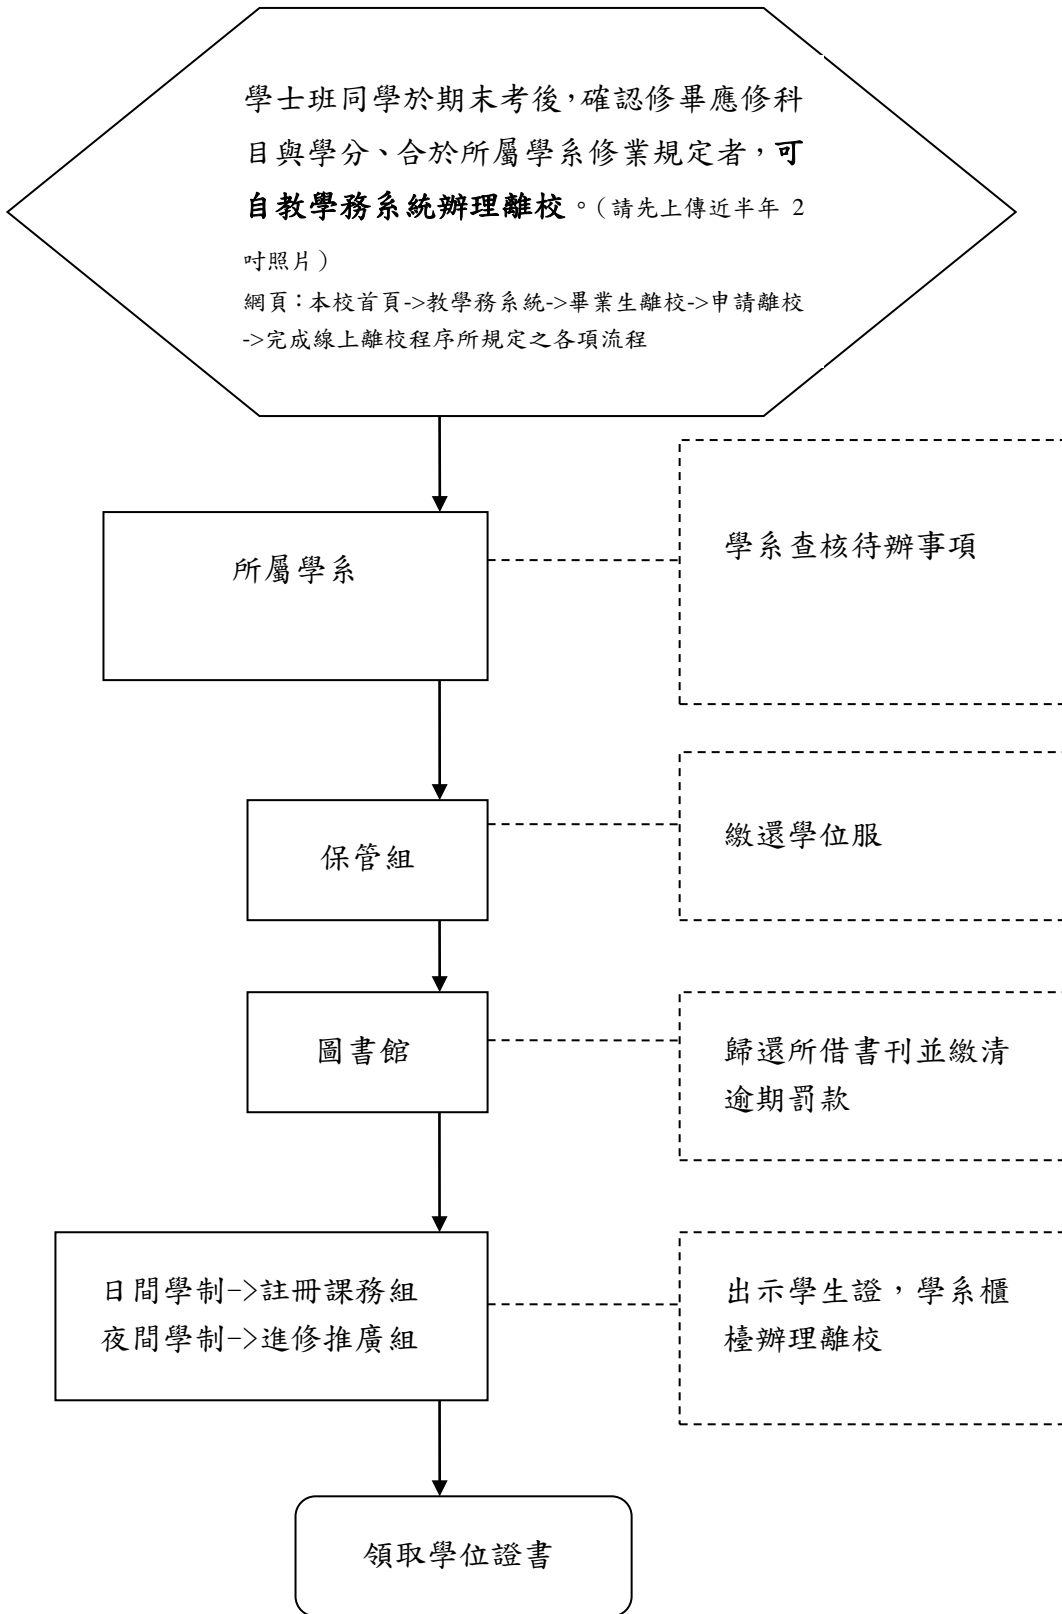 學士班同學於期末考後，確認修畢應修科
目與學分、合於所屬學系修業規定者，可
自教學務系統辦理離校。（請先上傳近半年 2
吋照片）
網頁：本校首頁->教學務系統->畢業生離校->申請離校
->完成線上離校程序所規定之各項流程
所屬學系
學系查核待辦事項
保管組
繳還學位服
圖書館
歸還所借書刊並繳清
逾期罰款
日間學制->註冊課務組
夜間學制->進修推廣組
出示學生證，學系櫃
檯辦理離校
領取學位證書